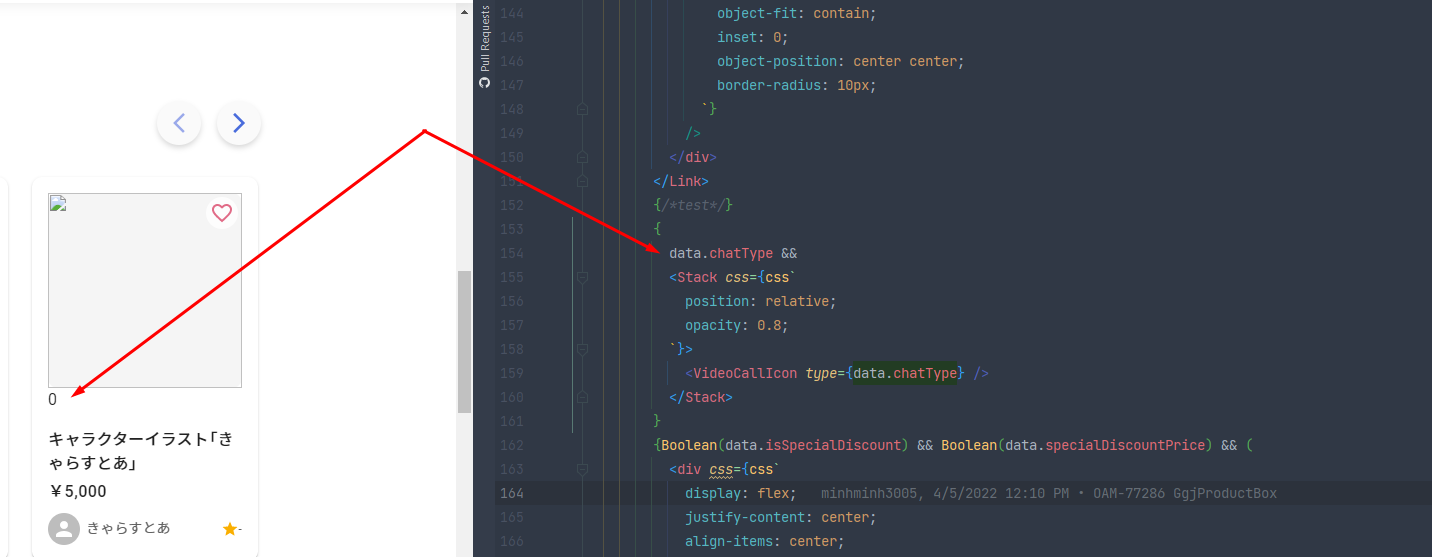 0
キャラクターイラスト｢き
ゃらすとあ｣
￥5,000
きゃらすとあ
-
Pull Requests
144 object-fit: contain;
145 inset: 0;
146 object-position: center center;
147 border-radius: 10px;
148 `}
149 />
150 </div>
151 </Link>
152 {/*test*/}
153 {
154 data.chatType &&
155 <Stack css={css`
156 position: relative;
157 opacity: 0.8;
158 `}>
159 <VideoCallIcon type={data.chatType} />
160 </Stack>
161 }
162 {Boolean(data.isSpecialDiscount) && Boolean(data.specialDiscountPrice) && (
163 <div css={css`
164 display: flex; minhminh3005, 4/5/2022 12:10 PM • OAM-77286 GgjProductBox
165 justify-content: center;
166 align-items: center;